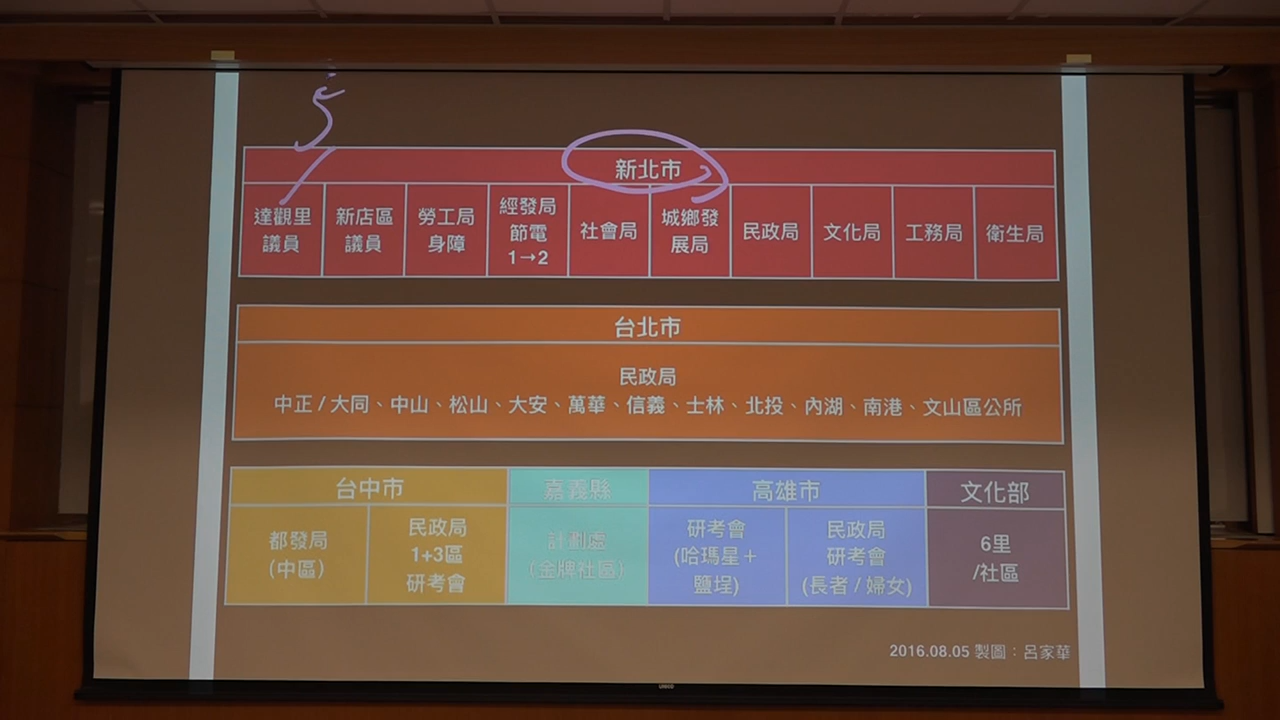 5
新北市
達觀里
議員
新店區
議員
勞工局
身障
經發局
節電
1→2
社會局
城鄉發
展局
民政局
文化局
工務局
衛生局
台北市
民政局
中正/大同、中山、松山、大安、萬華、信義、士林、北投、內湖、南港、文山區公所
台中市
都發局
(中區)
民政局
1+3區
研考會
嘉義縣
計劃處
(金牌社區)
高雄市
研考會
(哈瑪星+
鹽埕)
民政局
研考會
(長者/婦女)
文化部
6里
/社區
2016.08.05 製圖:呂家華